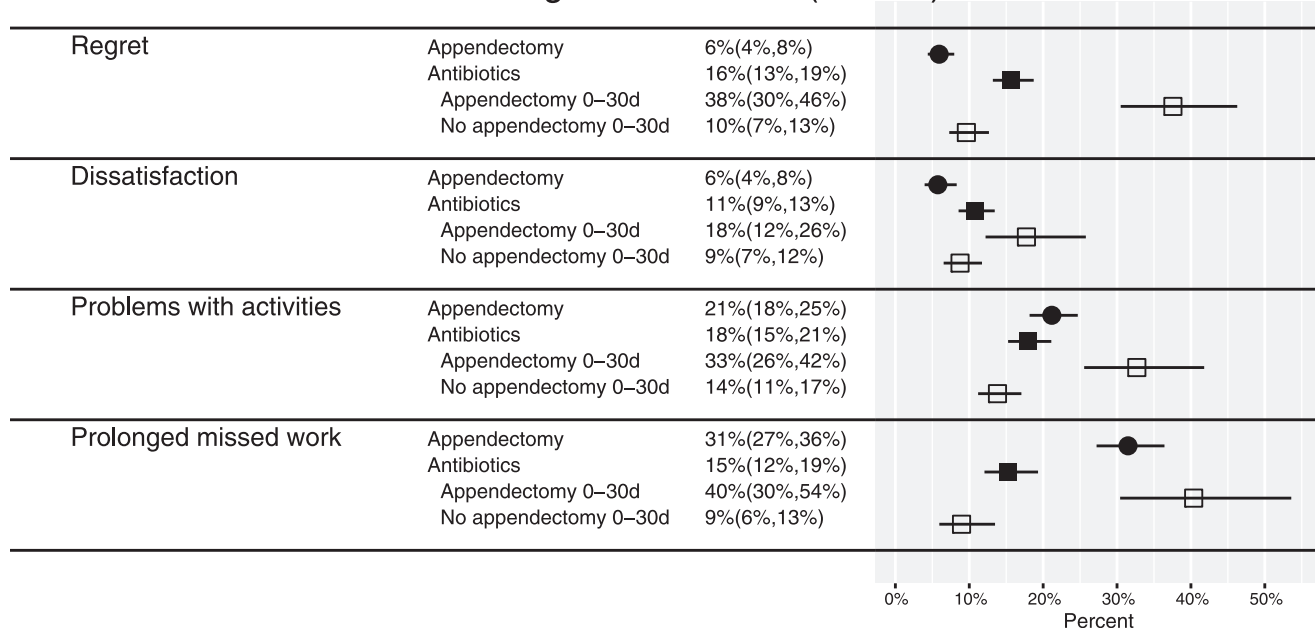 Regret
Appendectomy 6%(4%,8%)
Antibiotics 16%(13%,19%)
Appendectomy 0–30d 38%(30%,46%)
No appendectomy 0–30d 10%(7%,13%)
Dissatisfaction
Appendectomy 6%(4%,8%)
Antibiotics 11%(9%,13%)
Appendectomy 0–30d 18%(12%,26%)
No appendectomy 0–30d 9%(7%,12%)
Problems with activities
Appendectomy 21%(18%,25%)
Antibiotics 18%(15%,21%)
Appendectomy 0–30d 33%(26%,42%)
No appendectomy 0–30d 14%(11%,17%)
Prolonged missed work
Appendectomy 31%(27%,36%)
Antibiotics 15%(12%,19%)
Appendectomy 0–30d 40%(30%,54%)
No appendectomy 0–30d 9%(6%,13%)
0% 10% 20% 30% 40% 50%
Percent